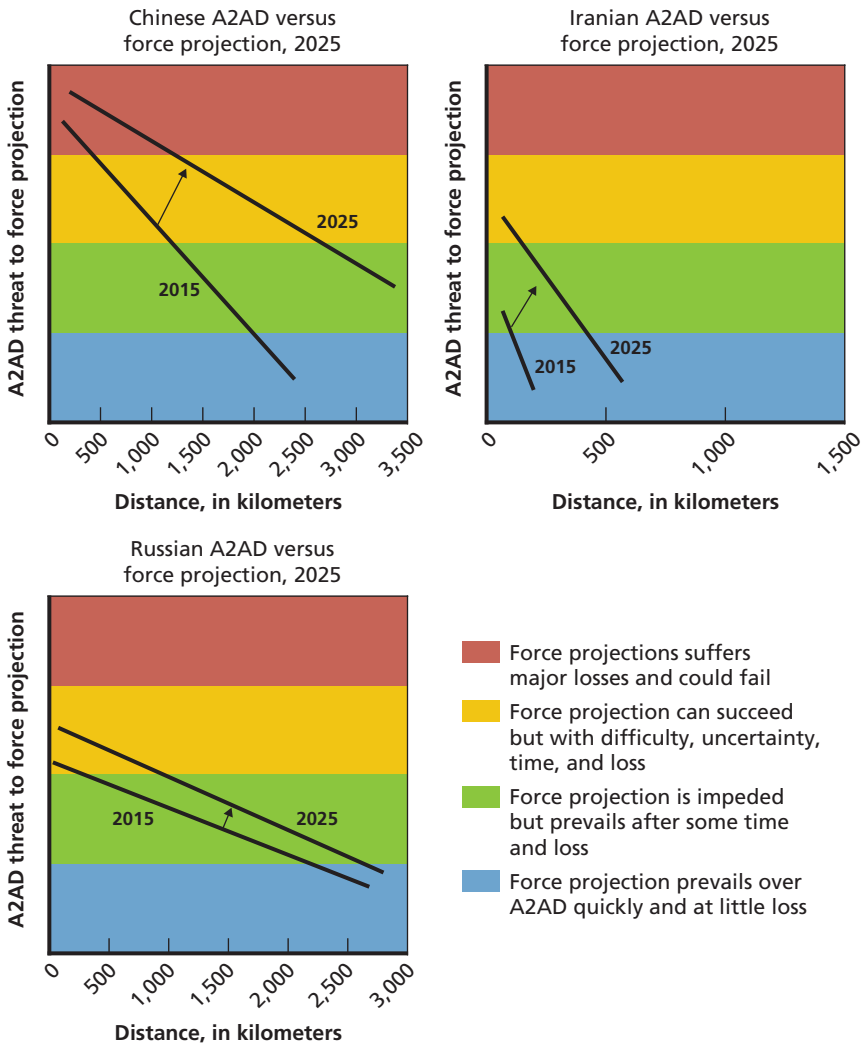 Chinese A2AD versus
force projection, 2025
A2AD threat to force projection
2025
2015
0
500
1,000
1,500
2,000
2,500
3,000
3,500
Distance, in kilometers
Iranian A2AD versus
force projection, 2025
A2AD threat to force projection
2015
2025
0
500
1,000
1,500
Distance, in kilometers
Russian A2AD versus
force projection, 2025
A2AD threat to force projection
2015
2025
0
500
1,000
1,500
2,000
2,500
3,000
Distance, in kilometers
Force projections suffers
major losses and could fail
Force projection can succeed
but with difficulty, uncertainty,
time, and loss
Force projection is impeded
but prevails after some time
and loss
Force projection prevails over
A2AD quickly and at little loss